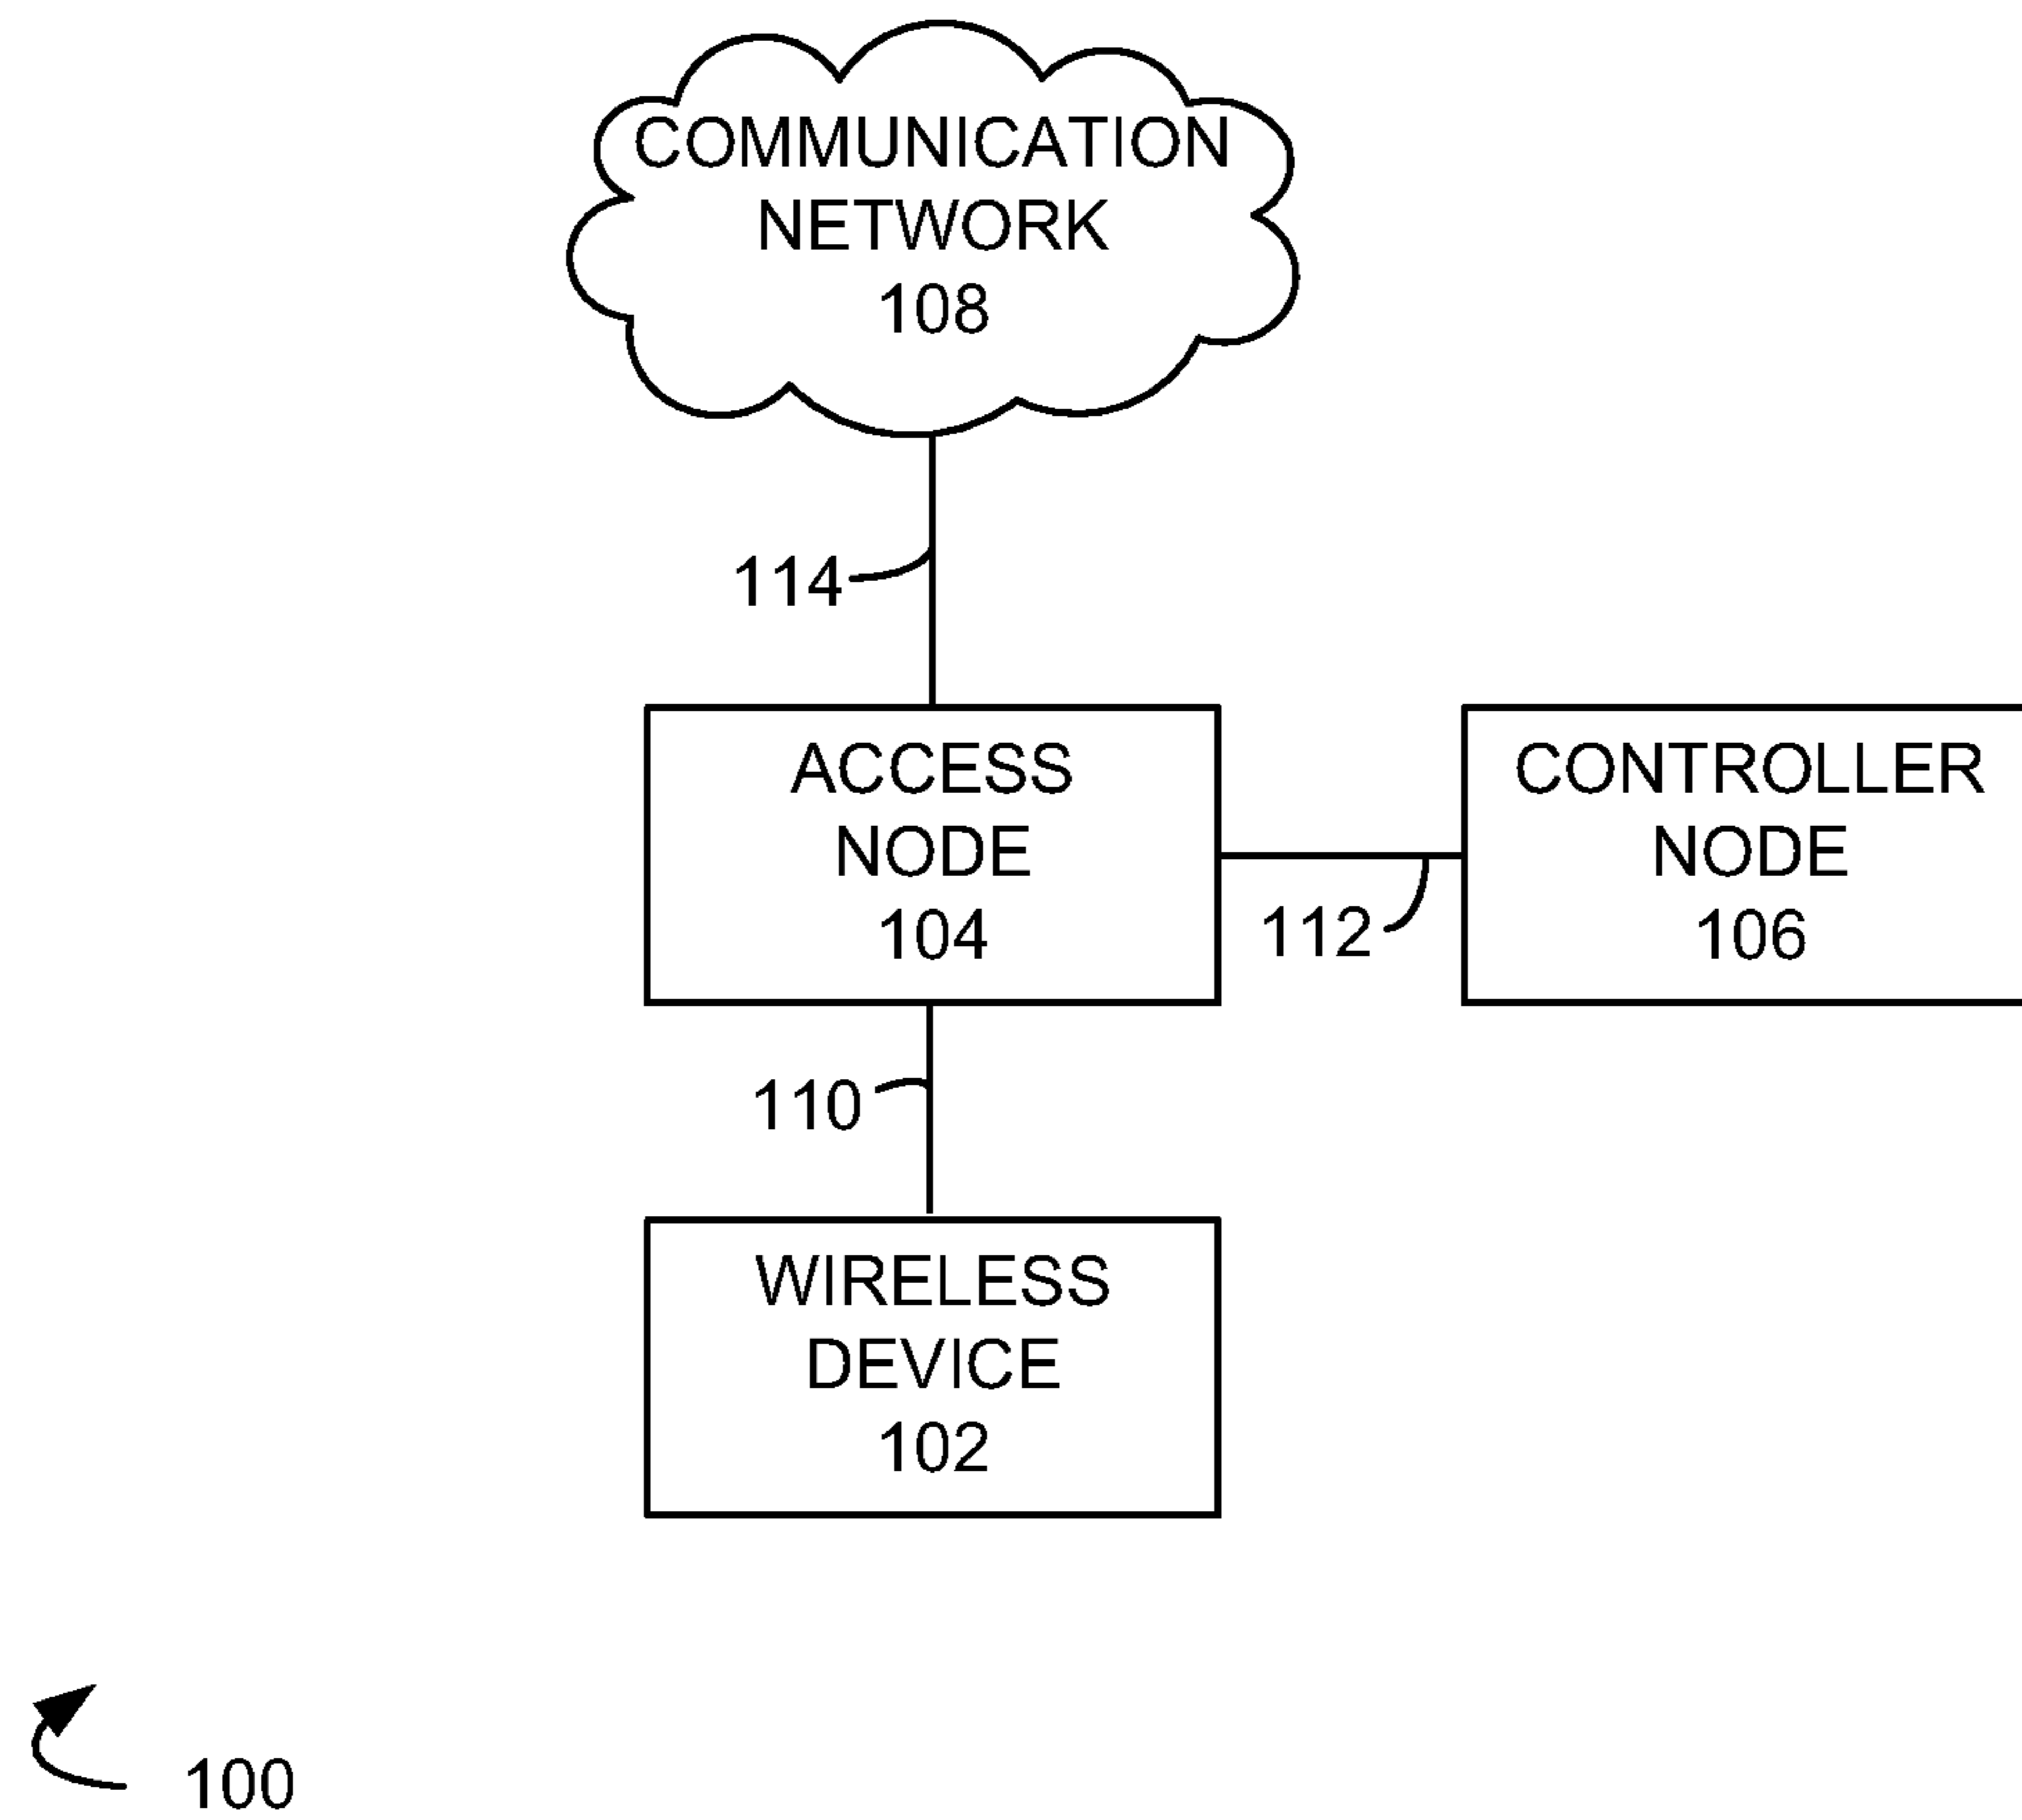 COMMUNICATION
NETWORK
108
114
ACCESS
NODE
104
CONTROLLER
NODE
106
112
110
WIRELESS
DEVICE
102
100